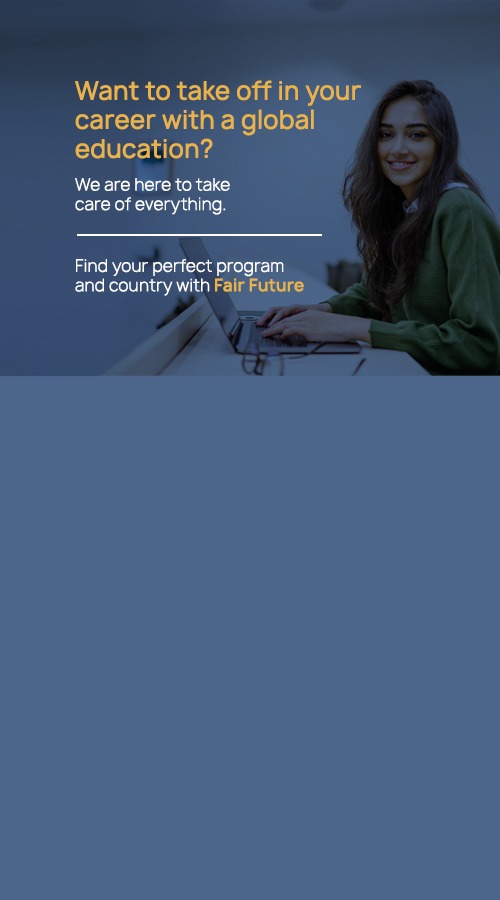 Want to take off in your
career with a global
education?
We are here to take
care of everything.
Find your perfect program
and country with Fair Future